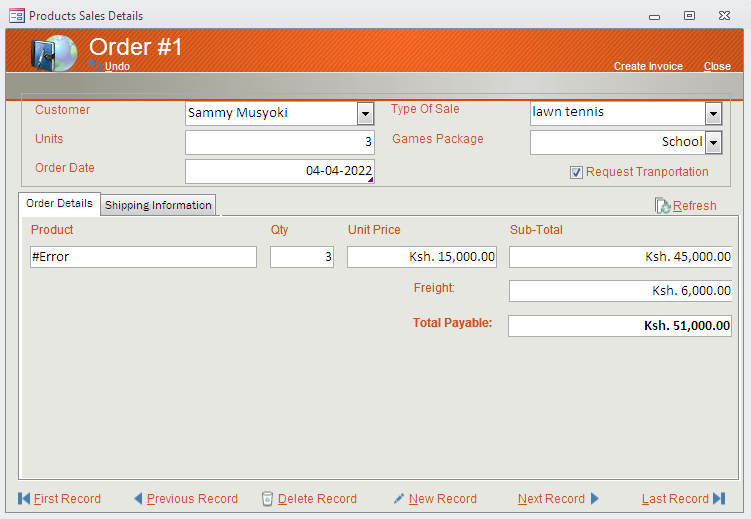 Products Sales Details
Order #1
Undo
Create Invoice Close
Customer Sammy Musyoki Type Of Sale lawn tennis
Units 3 Games Package School
Order Date 04-04-2022 Request Tranportation
Order Details Shipping Information Refresh
Product Qty Unit Price Sub-Total
#Error 3 Ksh. 15,000.00 Ksh. 45,000.00
Freight: Ksh. 6,000.00
Total Payable: Ksh. 51,000.00
First Record Previous Record Delete Record New Record Next Record Last Record